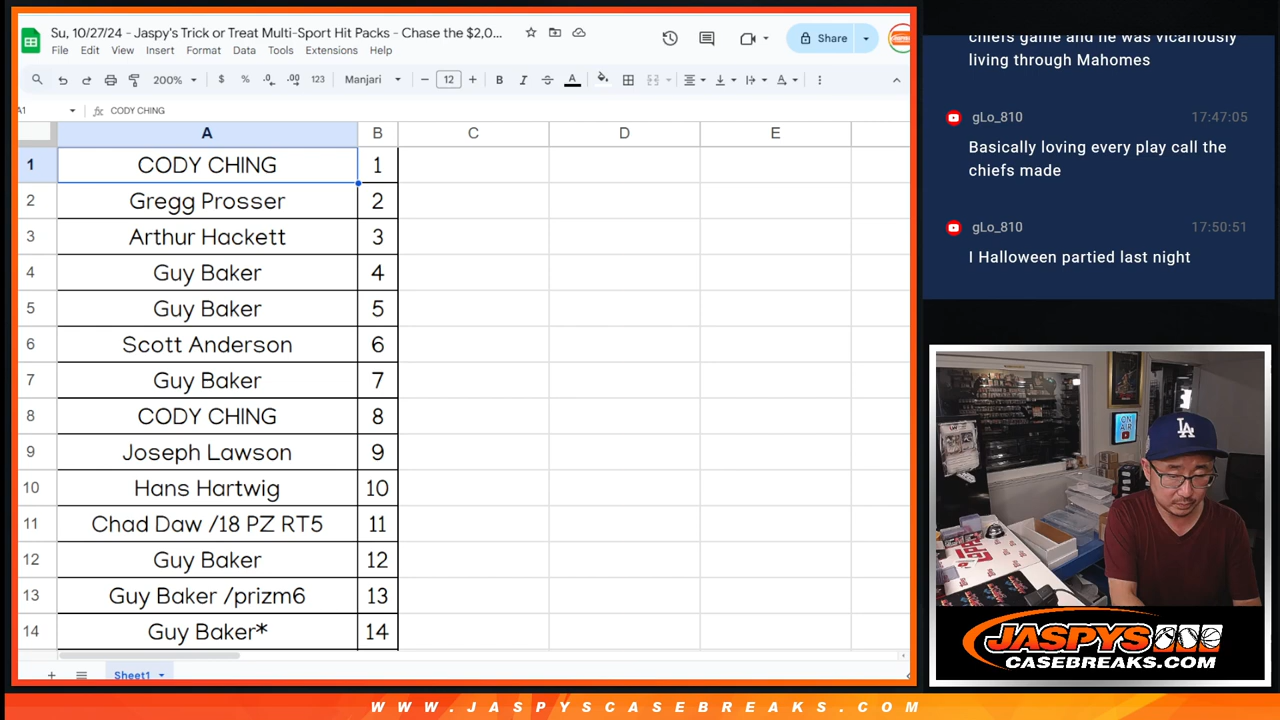 Su, 10/27/24 - Jaspy's Trick or Treat Multi-Sport Hit Packs - Chase the $2,0...
File Edit View Insert Format Data Tools Extensions Help
Share
200% $ % .0 .00 123 Manjari 12 B I A
A1 fx CODY CHING
A B C D E
1 CODY CHING 1
2 Gregg Prosser 2
3 Arthur Hackett 3
4 Guy Baker 4
5 Guy Baker 5
6 Scott Anderson 6
7 Guy Baker 7
8 CODY CHING 8
9 Joseph Lawson 9
10 Hans Hartwig 10
11 Chad Daw /18 PZ RT5 11
12 Guy Baker 12
13 Guy Baker /prizm6 13
14 Guy Baker* 14
Sheet1
chiefs game and he was vicariously
living through Mahomes
gLo_810 17:47:05
Basically loving every play call the
chiefs made
gLo_810 17:50:51
I Halloween partied last night
ON
AIR
LA
JASPYS
CASEBREAKS.COM
WWW.JASPYSCASEBREAKS.COM